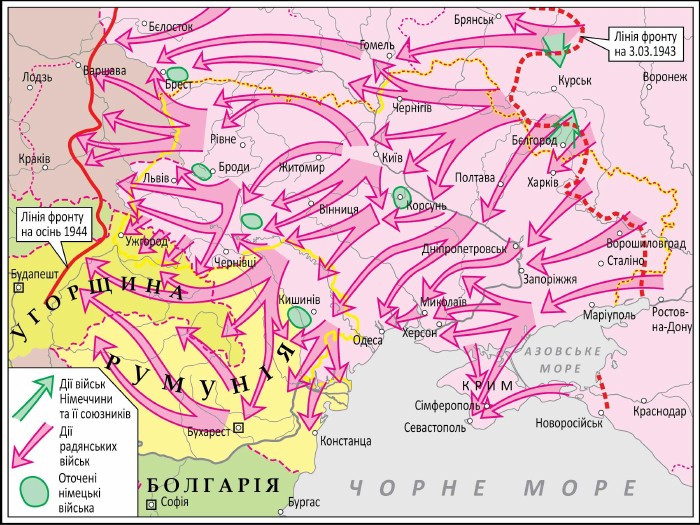 Білосток
Брянськ
Лінія фронту
на 3.03.1943
Гомель
Варшава
Лодзь
Брест
Курськ
Воронеж
Чернігів
Рівне
Бєлгород
Краків
Броди
Житомир
Київ
Львів
Полтава
Харків
Корсунь
Вінниця
Лінія фронту
на осінь 1944
Ужгород
Дніпропетровськ
Ворошиловград
Сталіно
Чернівці
Будапешт
Запоріжжя
УГОРЩИНА
Кишинів
Миколаїв
Маріуполь
Ростов-
на-Дону
Херсон
Одеса
РУМУНІЯ
АЗОВСЬКЕ
МОРЕ
КРИМ
Дії військ
Німеччини
та її союзників
Сімферополь
Краснодар
Севастополь
Новоросійськ
Дії
радянських
військ
Бухарест
Констанца
Оточені
німецькі
війська
БОЛГАРІЯ
ЧОРНЕ МОРЕ
Софія
Бургас